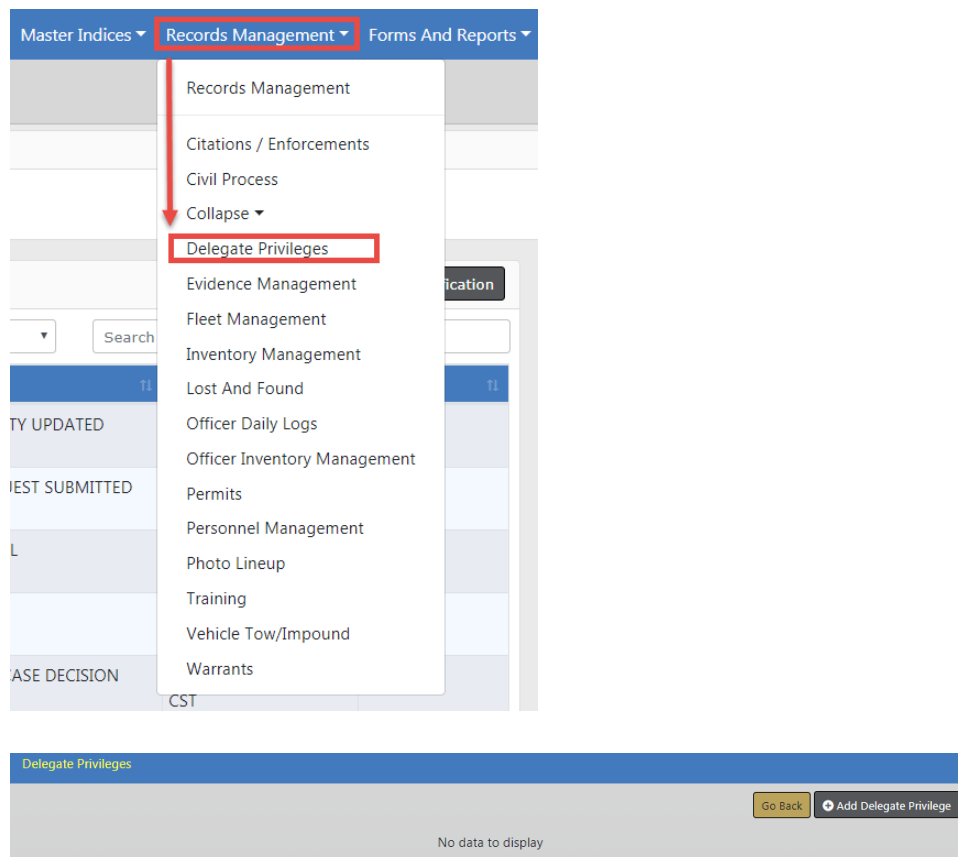 Master Indices Records Management Forms And Reports
Records Management
Citations / Enforcements
Civil Process
Collapse
Delegate Privileges
Evidence Management
Fleet Management
Search
Inventory Management
Lost And Found
TY UPDATED
Officer Daily Logs
Officer Inventory Management
UEST SUBMITTED
Permits
Personnel Management
L
Photo Lineup
Training
Vehicle Tow/Impound
Warrants
CASE DECISION
CST
Delegate Privileges
Go Back Add Delegate Privilege
No data to display